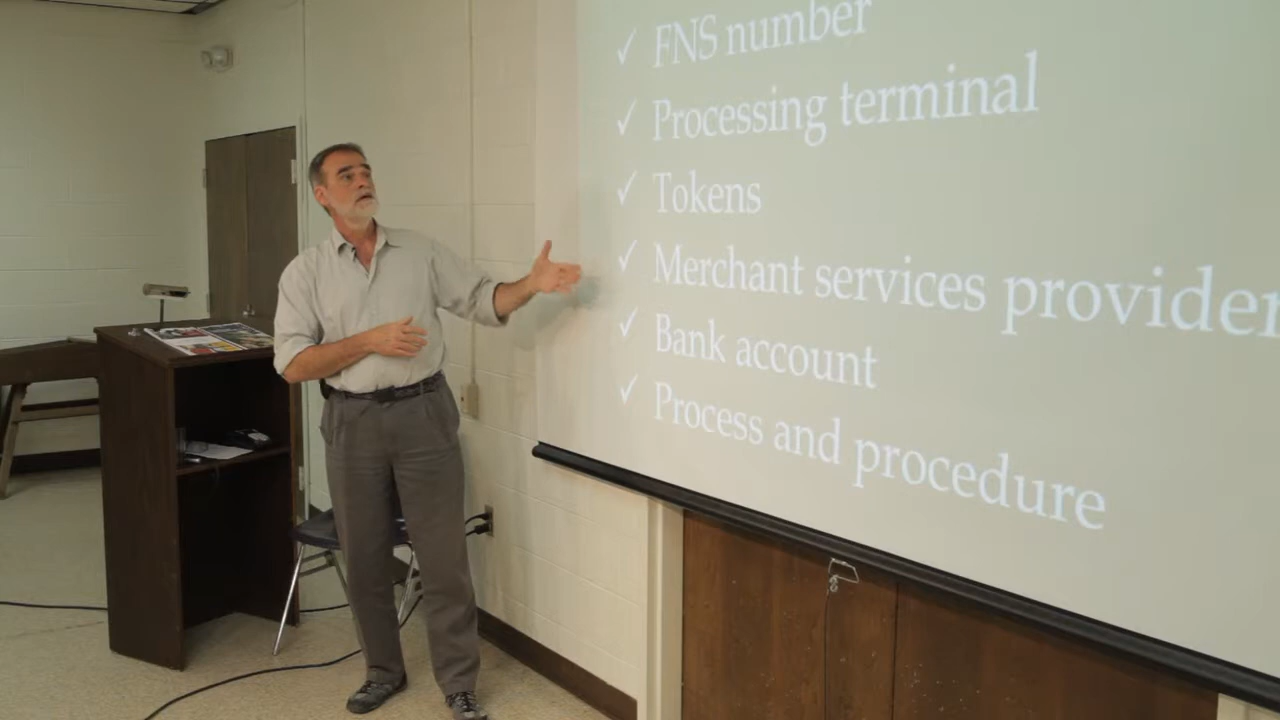 ✓ FNS number
✓ Processing terminal
✓ Tokens
✓ Merchant services provider
✓ Bank account
✓ Process and procedure